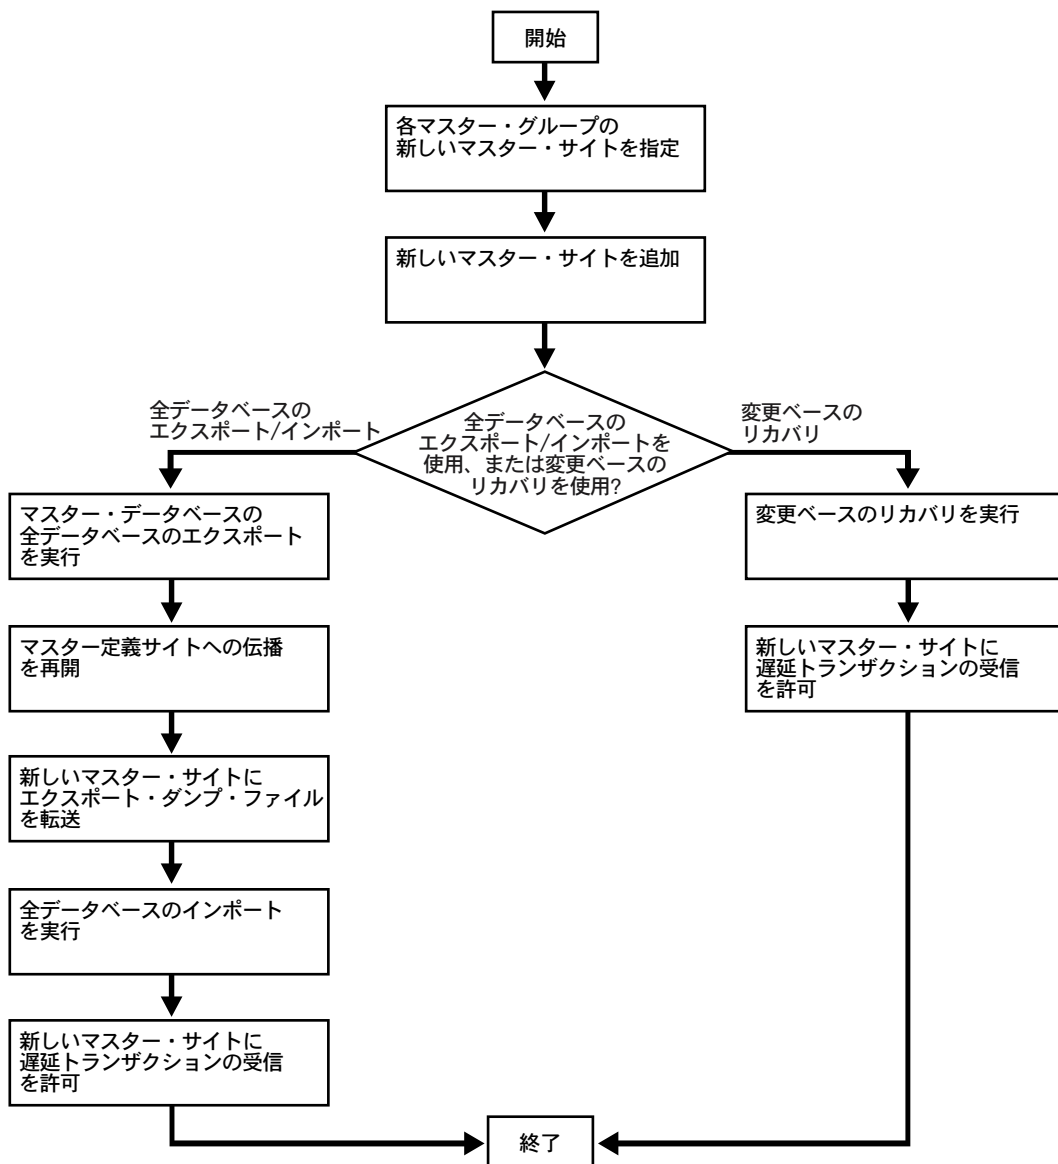 開始
各マスター・グループの
新しいマスター・サイトを指定
新しいマスター・サイトを追加
全データベースの
エクスポート/インポート
全データベースの
エクスポート/インポートを
使用、または変更ベースの
リカバリを使用?
変更ベースの
リカバリ
マスター・データベースの
全データベースのエクスポート
を実行
マスター定義サイトへの伝播
を再開
新しいマスター・サイトに
エクスポート・ダンプ・ファイル
を転送
全データベースのインポート
を実行
新しいマスター・サイトに
遅延トランザクションの受信
を許可
変更ベースのリカバリを実行
新しいマスター・サイトに
遅延トランザクションの受信
を許可
終了